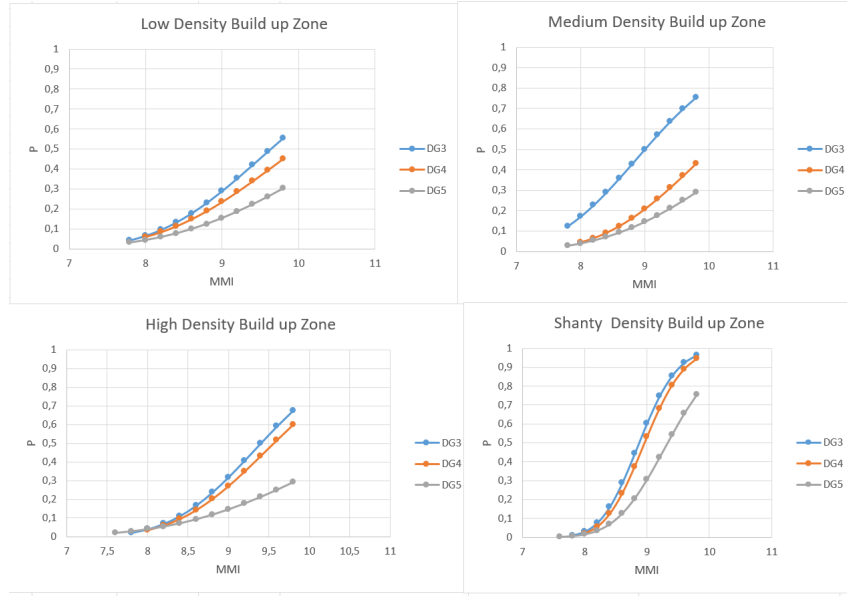 Low Density Build up Zone
1
0,9
0,8
0,7
0,6
0,5
0,4
0,3
0,2
0,1
0
P
7 8 9 10 11
MMI
DG3
DG4
DG5
Medium Density Build up Zone
1
0,9
0,8
0,7
0,6
0,5
0,4
0,3
0,2
0,1
0
P
7 8 9 10 11
MMI
DG3
DG4
DG5
High Density Build up Zone
1
0,9
0,8
0,7
0,6
0,5
0,4
0,3
0,2
0,1
0
P
7 7,5 8 8,5 9 9,5 10 10,5 11
MMI
DG3
DG4
DG5
Shanty Density Build up Zone
1
0,9
0,8
0,7
0,6
0,5
0,4
0,3
0,2
0,1
0
P
7 8 9 10 11
MMI
DG3
DG4
DG5